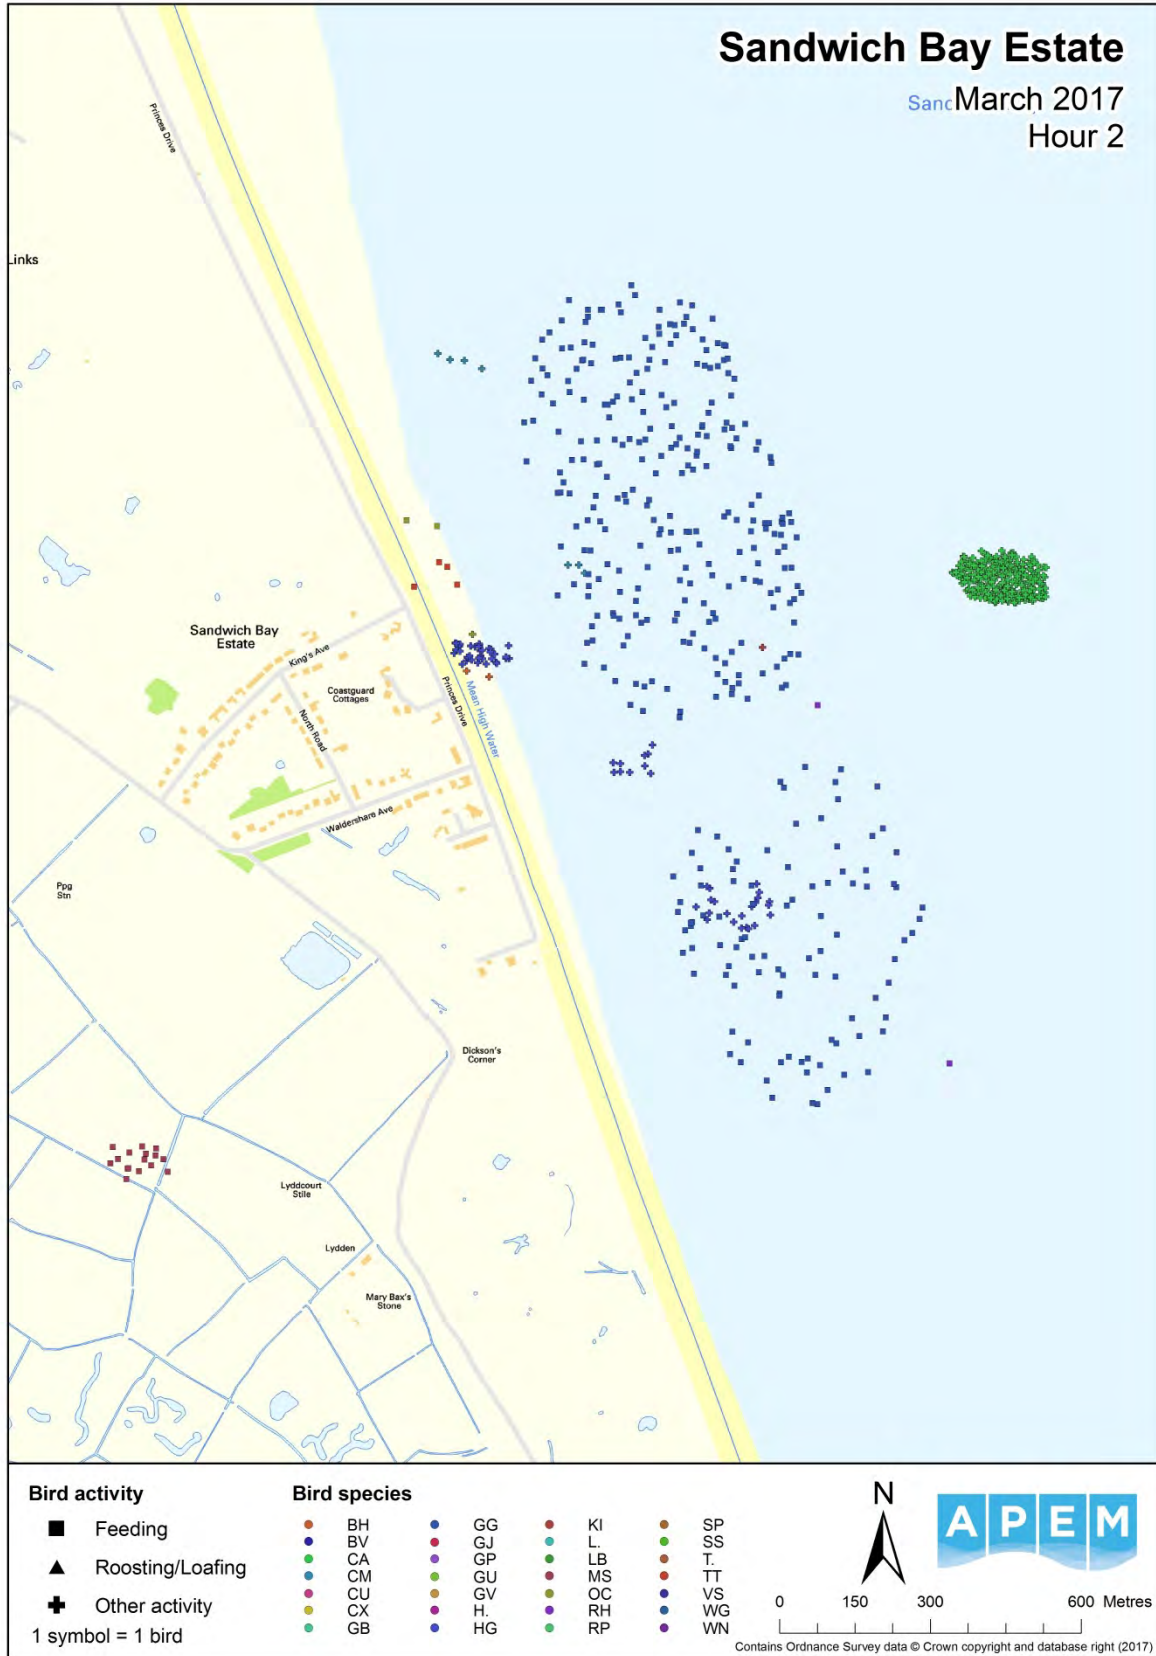 Sandwich Bay Estate
SandMarch 2017
Hour 2
Princes Drive
Links
Sandwich Bay
Estate
King's Ave
Coastguard
Cottages
North Road
Princes Drive
Mean High Water
Waldershare Ave
Ppg
Stn
Dickson's
Corner
Lyddcourt
Stile
Lydden
Mary Bax's
Stone
Bird activity
Feeding
Roosting/Loafing
Other activity
1 symbol = 1 bird
Bird species
BH GG KI SP
BV GJ L. SS
CA GP LB T.
CM GU MS TT
CU GV OC VS
CX H. RH WG
GB HG RP WN
N
APEM
0 150 300 600 Metres
Contains Ordnance Survey data © Crown copyright and database right (2017)